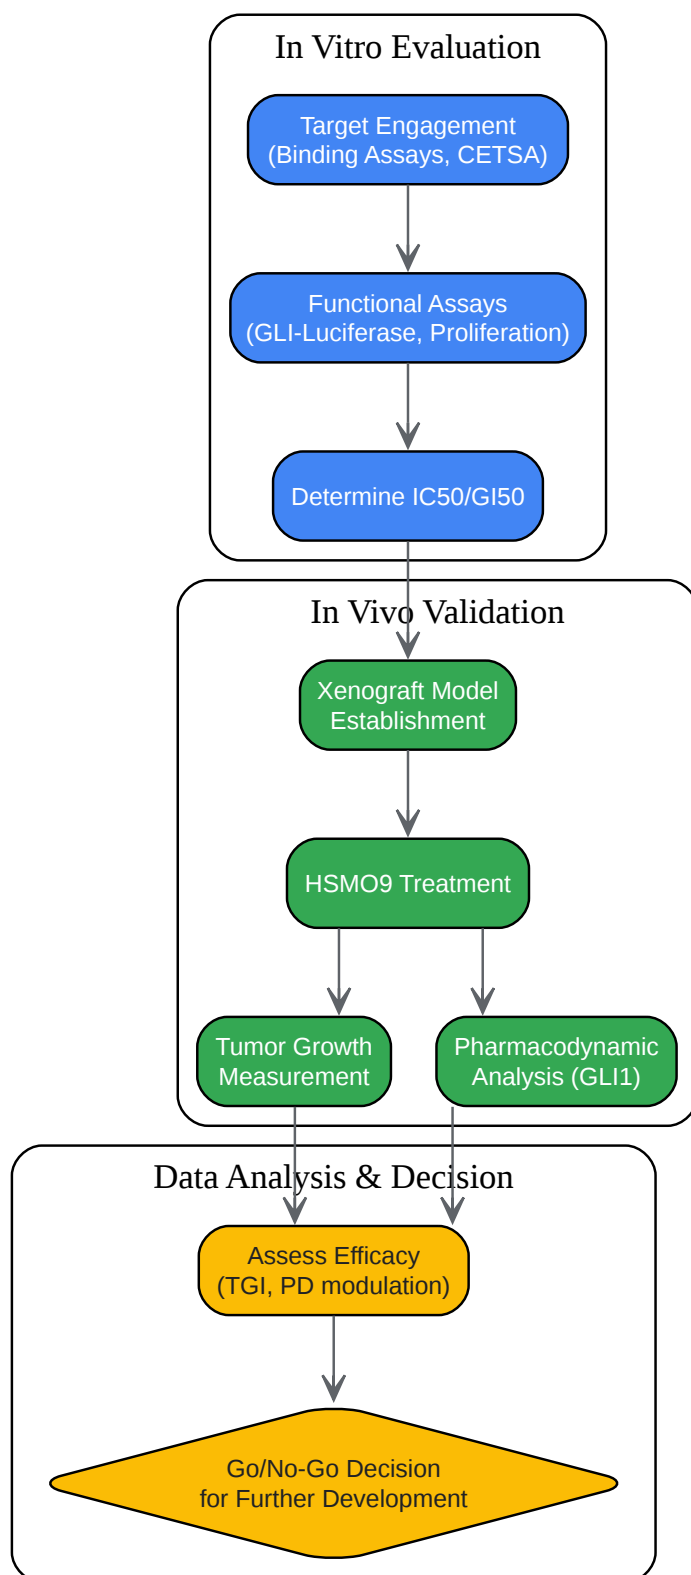 In Vitro Evaluation
Target Engagement
(Binding Assays, CETSA)
Functional Assays
(GLI-Luciferase, Proliferation)
Determine IC50/GI50
In Vivo Validation
Xenograft Model
Establishment
HSMO9 Treatment
Tumor Growth
Measurement
Pharmacodynamic
Analysis (GLI1)
Data Analysis & Decision
Assess Efficacy
(TGI, PD modulation)
Go/No-Go Decision
for Further Development